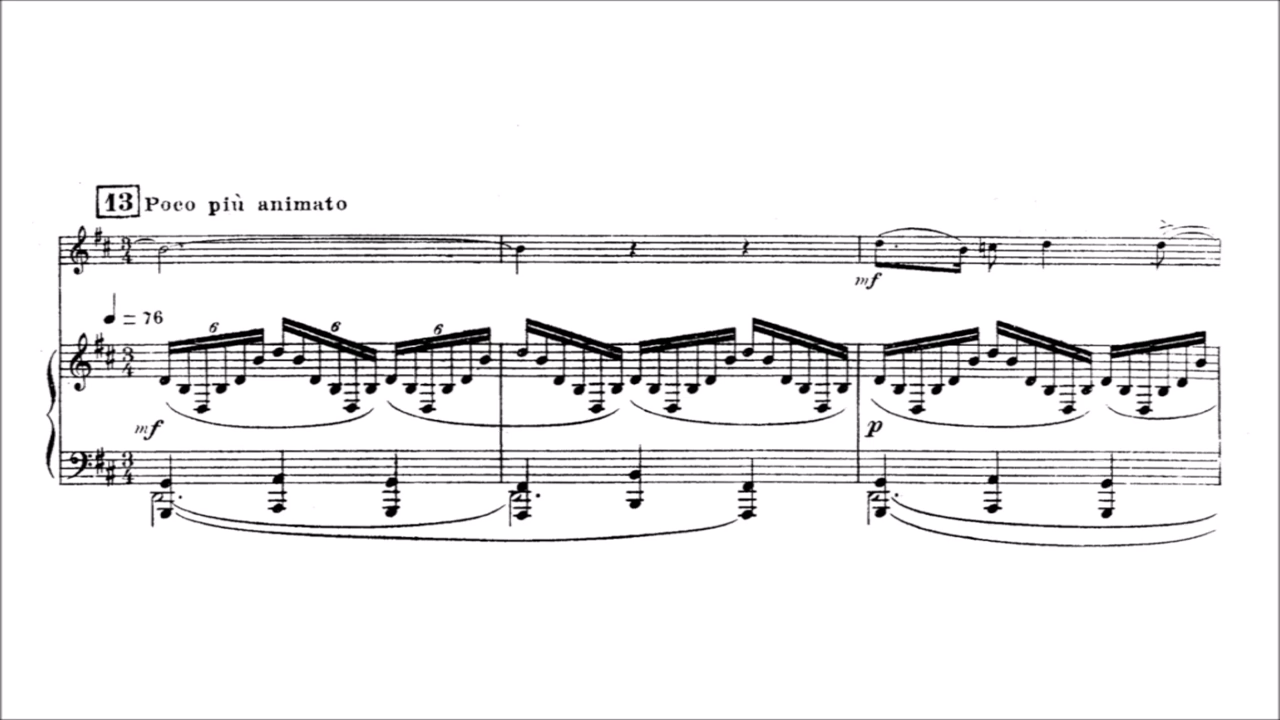 13 Poco più animato
mf
♩ = 76
6 6 6
mf
p